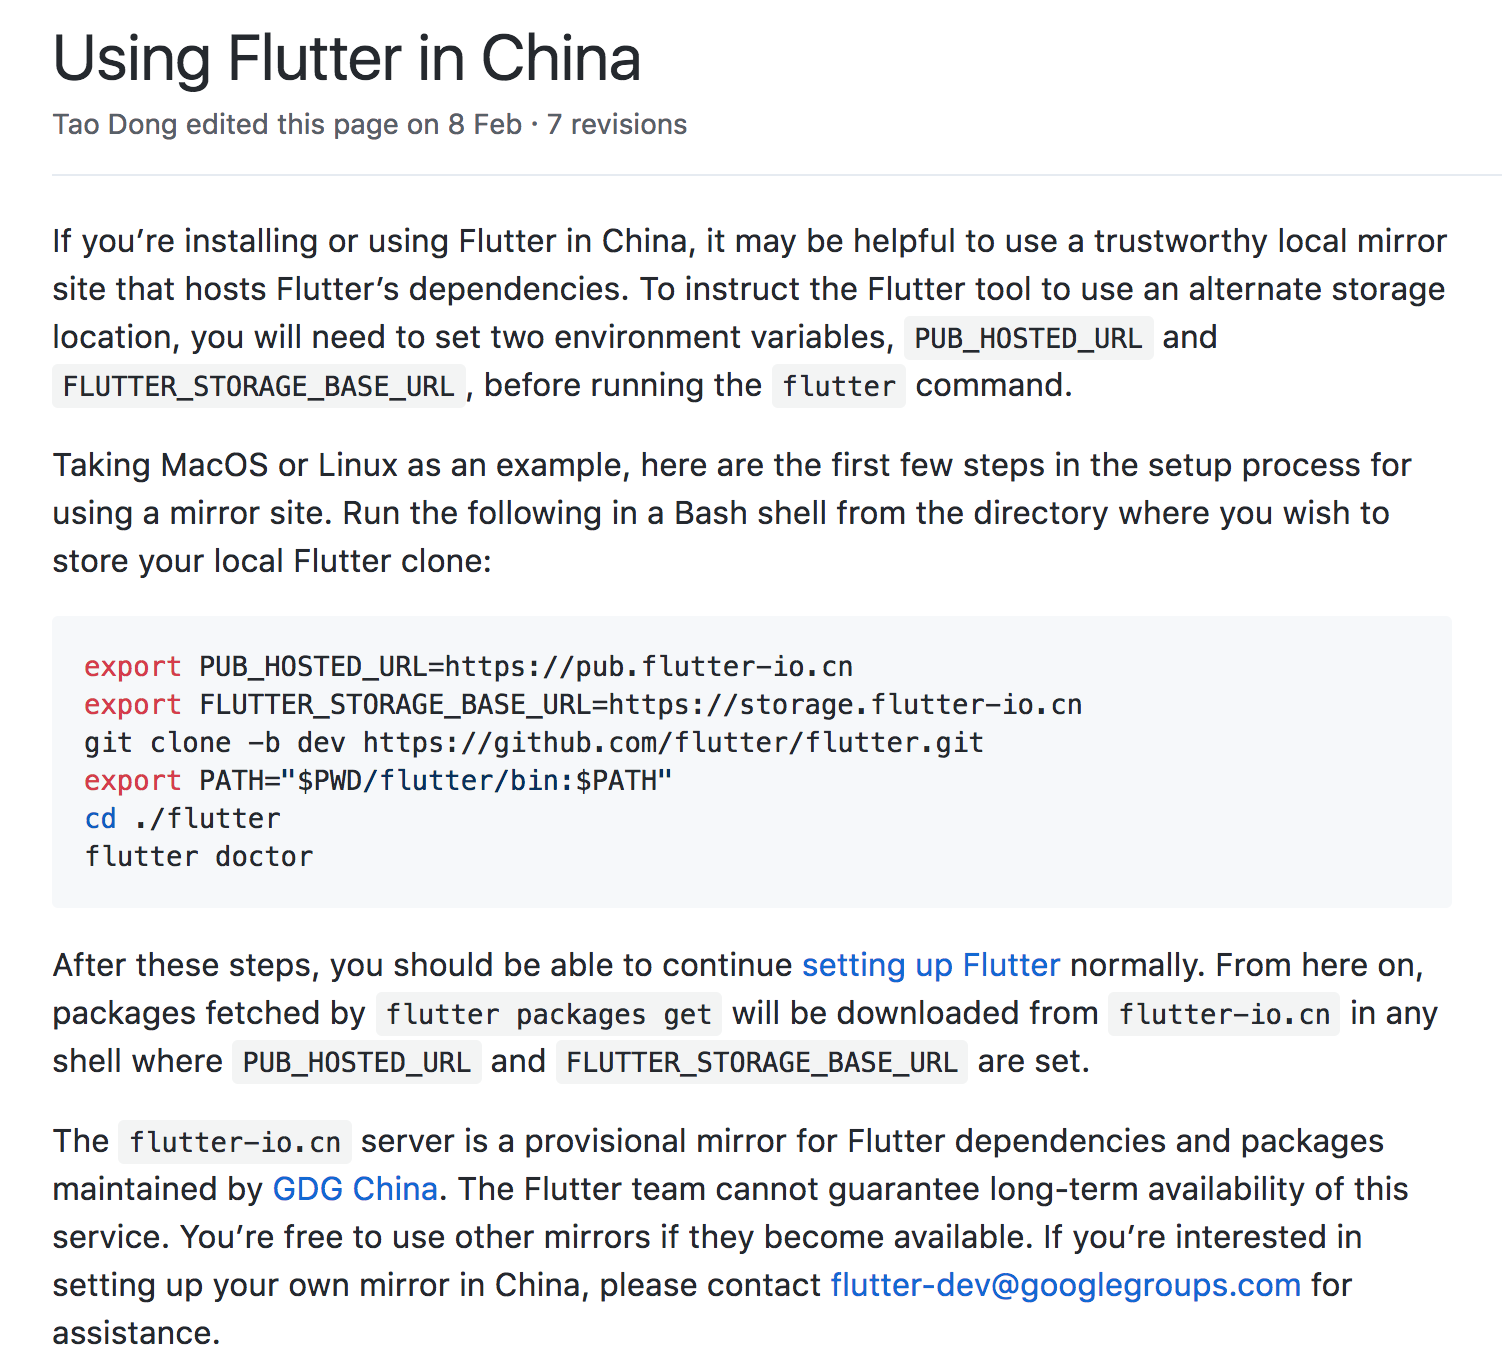 Using Flutter in China
Tao Dong edited this page on 8 Feb · 7 revisions
If you’re installing or using Flutter in China, it may be helpful to use a trustworthy local mirror
site that hosts Flutter’s dependencies. To instruct the Flutter tool to use an alternate storage
location, you will need to set two environment variables, PUB_HOSTED_URL and
FLUTTER_STORAGE_BASE_URL, before running the flutter command.
Taking MacOS or Linux as an example, here are the first few steps in the setup process for
using a mirror site. Run the following in a Bash shell from the directory where you wish to
store your local Flutter clone:
export PUB_HOSTED_URL=https://pub.flutter-io.cn
export FLUTTER_STORAGE_BASE_URL=https://storage.flutter-io.cn
git clone -b dev https://github.com/flutter/flutter.git
export PATH="$PWD/flutter/bin:$PATH"
cd ./flutter
flutter doctor
After these steps, you should be able to continue setting up Flutter normally. From here on,
packages fetched by flutter packages get will be downloaded from flutter-io.cn in any
shell where PUB_HOSTED_URL and FLUTTER_STORAGE_BASE_URL are set.
The flutter-io.cn server is a provisional mirror for Flutter dependencies and packages
maintained by GDG China. The Flutter team cannot guarantee long-term availability of this
service. You’re free to use other mirrors if they become available. If you’re interested in
setting up your own mirror in China, please contact flutter-dev@googlegroups.com for
assistance.